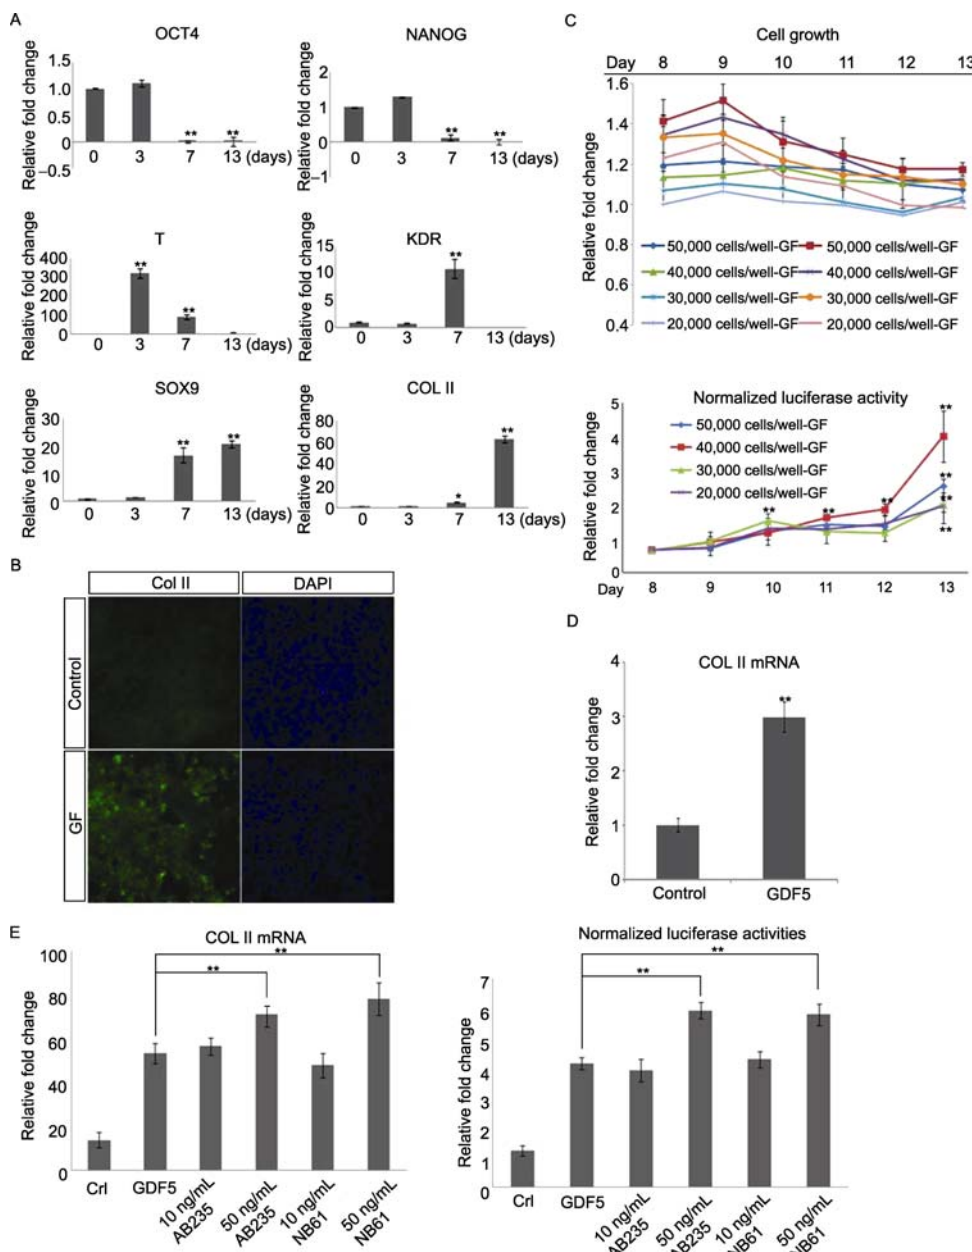 A
OCT4
Relative fold change
1.5
1.0
0.5
0
–0.5
** **
0 3 7 13 (days)
NANOG
Relative fold change
2
1
0
–1
** **
0 3 7 13 (days)
T
Relative fold change
400
300
200
100
0
** **
0 3 7 13 (days)
KDR
Relative fold change
15
10
5
0
**
0 3 7 13 (days)
SOX9
Relative fold change
30
20
10
0
** **
0 3 7 13 (days)
COL II
Relative fold change
80
60
40
20
0
* **
0 3 7 13 (days)
B
Col II DAPI
Control
GF
C
Cell growth
Day 8 9 10 11 12 13
Relative fold change
1.6
1.4
1.2
1.0
0.8
0.6
0.4
50,000 cells/well-GF 50,000 cells/well-GF
40,000 cells/well-GF 40,000 cells/well-GF
30,000 cells/well-GF 30,000 cells/well-GF
20,000 cells/well-GF 20,000 cells/well-GF
Normalized luciferase activity
Relative fold change
5
4
3
2
1
0
50,000 cells/well-GF
40,000 cells/well-GF
30,000 cells/well-GF
20,000 cells/well-GF
** ** ** ** ** ** **
Day 8 9 10 11 12 13
D
COL II mRNA
Relative fold change
4
3
2
1
0
**
Control GDF5
E
COL II mRNA
Relative fold change
100
80
60
40
20
0
**
**
Crl GDF5 10 ng/mL AB235 50 ng/mL AB235 10 ng/mL NB61 50 ng/mL NB61
Normalized luciferase activities
Relative fold change
7
6
5
4
3
2
1
0
**
**
Crl GDF5 10 ng/mL AB235 50 ng/mL AB235 10 ng/mL NB61 50 ng/mL NB61